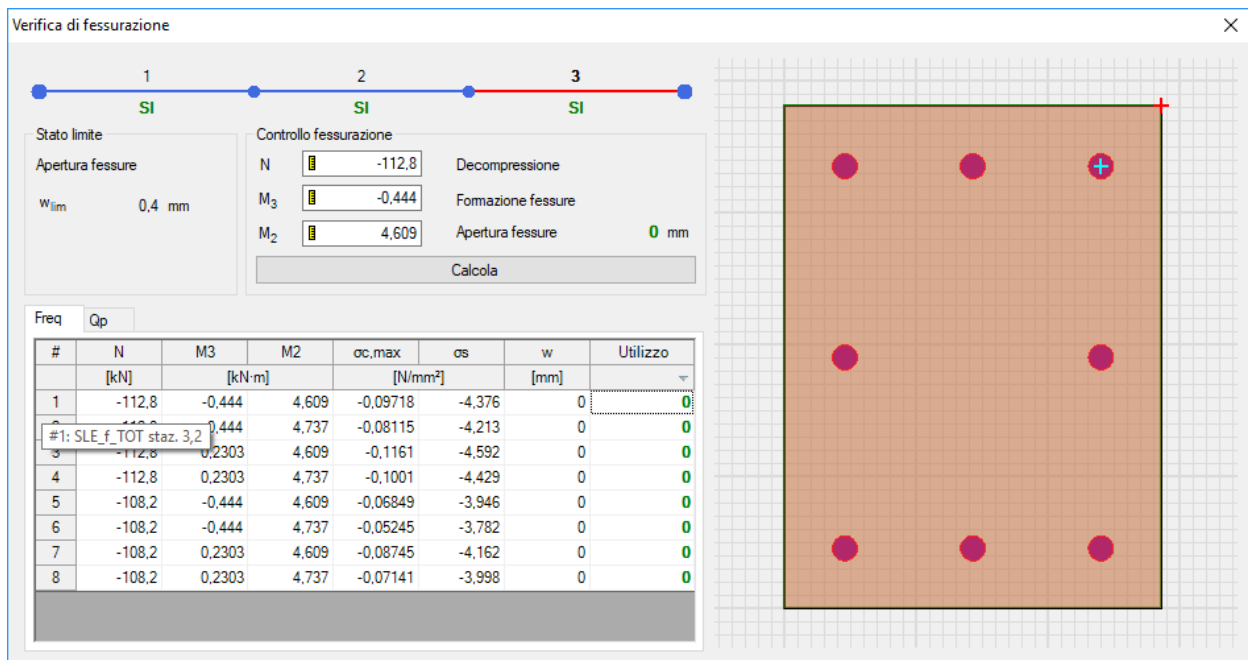 Verifica di fessurazione
1 2 3
SI SI SI
Stato limite
Apertura fessure
wlim 0,4 mm
Controllo fessurazione
N -112,8 Decompressione
M3 -0,444 Formazione fessure
M2 4,609 Apertura fessure 0 mm
Calcola
Freq Qp
# N M3 M2 σc,max σs w Utilizzo
[kN] [kN·m] [N/mm²] [mm]
1 -112,8 -0,444 4,609 -0,09718 -4,376 0 0
0,444 4,737 -0,08115 -4,213 0 0
#1: SLE_f_TOT staz. 3,2
3 -112,8 0,2303 4,609 -0,1161 -4,592 0 0
4 -112,8 0,2303 4,737 -0,1001 -4,429 0 0
5 -108,2 -0,444 4,609 -0,06849 -3,946 0 0
6 -108,2 -0,444 4,737 -0,05245 -3,782 0 0
7 -108,2 0,2303 4,609 -0,08745 -4,162 0 0
8 -108,2 0,2303 4,737 -0,07141 -3,998 0 0